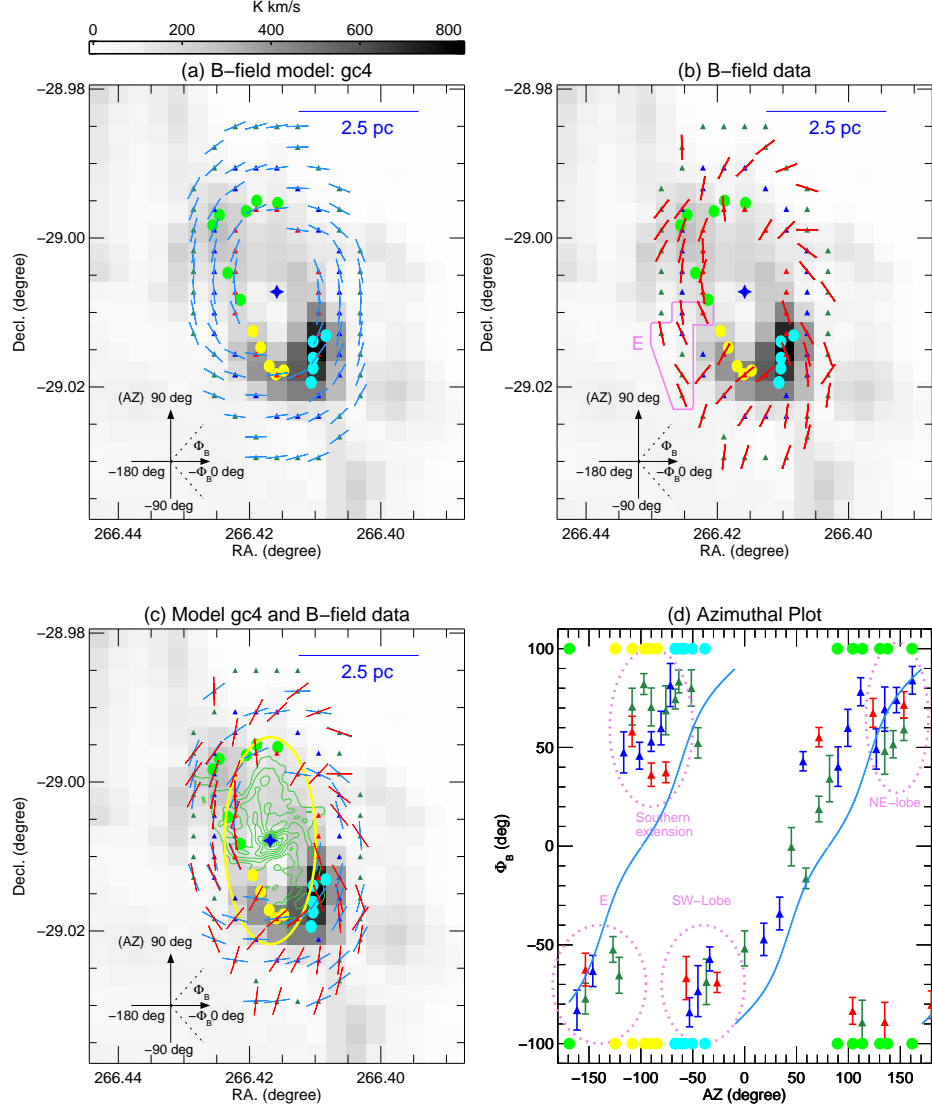 K km/s
0 200 400 600 800
(a) B−field model: gc4
2.5 pc
−28.98
−29.00
−29.02
Decl. (degree)
(AZ) 90 deg
Φ_B
−180 deg
−Φ_B 0 deg
−90 deg
266.44 266.42 266.40
RA. (degree)
(b) B−field data
2.5 pc
−28.98
−29.00
−29.02
Decl. (degree)
E
(AZ) 90 deg
Φ_B
−180 deg
−Φ_B 0 deg
−90 deg
266.44 266.42 266.40
RA. (degree)
(c) Model gc4 and B−field data
2.5 pc
−28.98
−29.00
−29.02
Decl. (degree)
(AZ) 90 deg
Φ_B
−180 deg
−Φ_B 0 deg
−90 deg
266.44 266.42 266.40
RA. (degree)
(d) Azimuthal Plot
100
50
0
−50
−100
Φ_B (deg)
Southern
extension
NE−lobe
E
SW−Lobe
−150 −100 −50 0 50 100 150
AZ (degree)